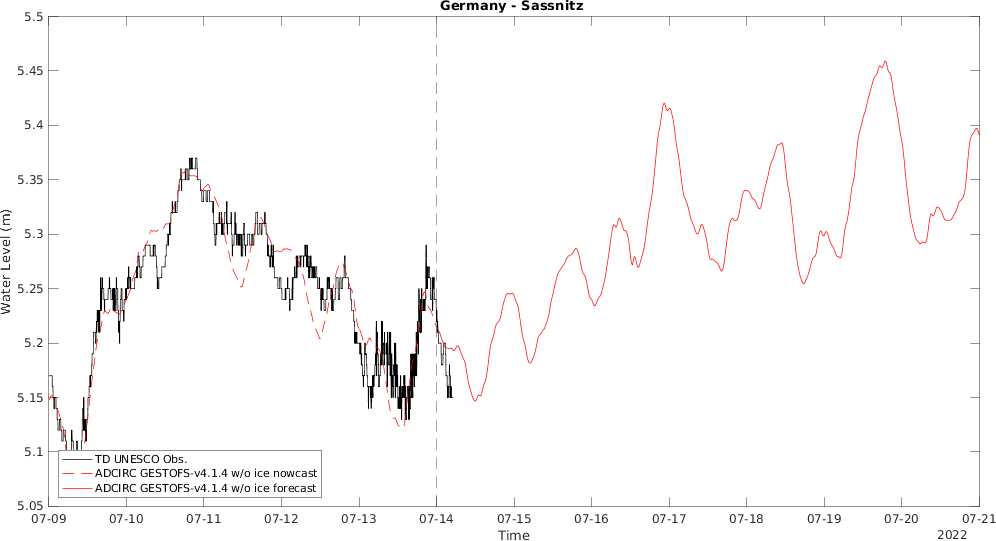 Germany - Sassnitz
5.5
5.45
5.4
5.35
5.3
5.25
5.2
5.15
5.1
5.05
Water Level (m)
TD UNESCO Obs.
ADCIRC GESTOFS-v4.1.4 w/o ice nowcast
ADCIRC GESTOFS-v4.1.4 w/o ice forecast
07-09 07-10 07-11 07-12 07-13 07-14 07-15 07-16 07-17 07-18 07-19 07-20 07-21
Time
2022